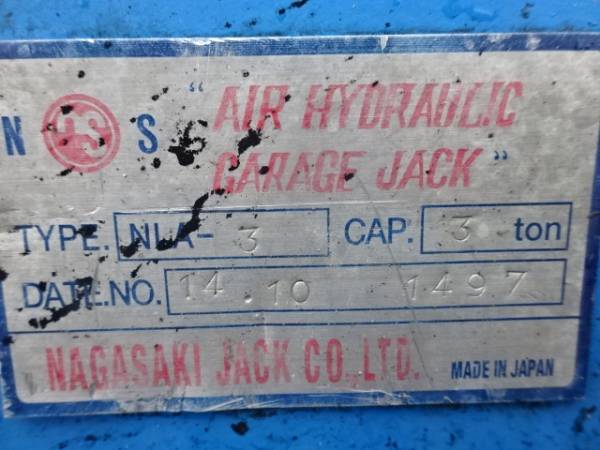 N S "AIR HYDRAULIC
GARAGE JACK"
TYPE. NLA-3 CAP. 3 ton
DATE.NO. 14.10 1497
NAGASAKI JACK CO., LTD. MADE IN JAPAN